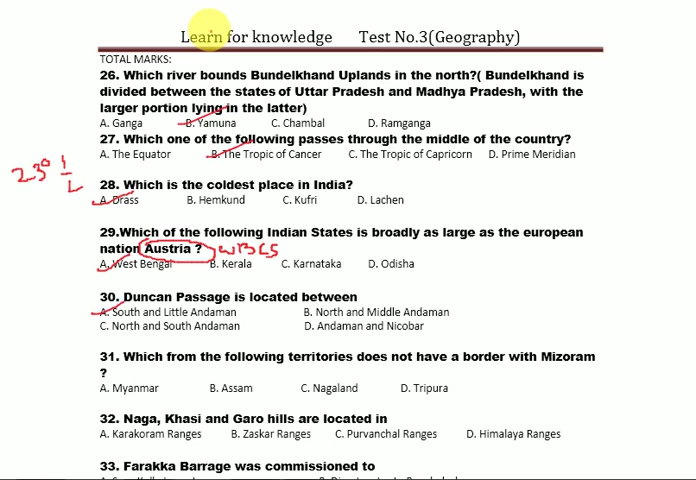 Learn for knowledge Test No.3(Geography)
TOTAL MARKS:
26. Which river bounds Bundelkhand Uplands in the north?( Bundelkhand is
divided between the states of Uttar Pradesh and Madhya Pradesh, with the
larger portion lying in the latter)
A. Ganga B. Yamuna C. Chambal D. Ramganga
27. Which one of the following passes through the middle of the country?
A. The Equator B. The Tropic of Cancer C. The Tropic of Capricorn D. Prime Meridian
23° 1/2
28. Which is the coldest place in India?
A. Drass B. Hemkund C. Kufri D. Lachen
29.Which of the following Indian States is broadly as large as the european
nation Austria ? WBCS
A. West Bengal B. Kerala C. Karnataka D. Odisha
30. Duncan Passage is located between
A. South and Little Andaman B. North and Middle Andaman
C. North and South Andaman D. Andaman and Nicobar
31. Which from the following territories does not have a border with Mizoram
?
A. Myanmar B. Assam C. Nagaland D. Tripura
32. Naga, Khasi and Garo hills are located in
A. Karakoram Ranges B. Zaskar Ranges C. Purvanchal Ranges D. Himalaya Ranges
33. Farakka Barrage was commissioned to